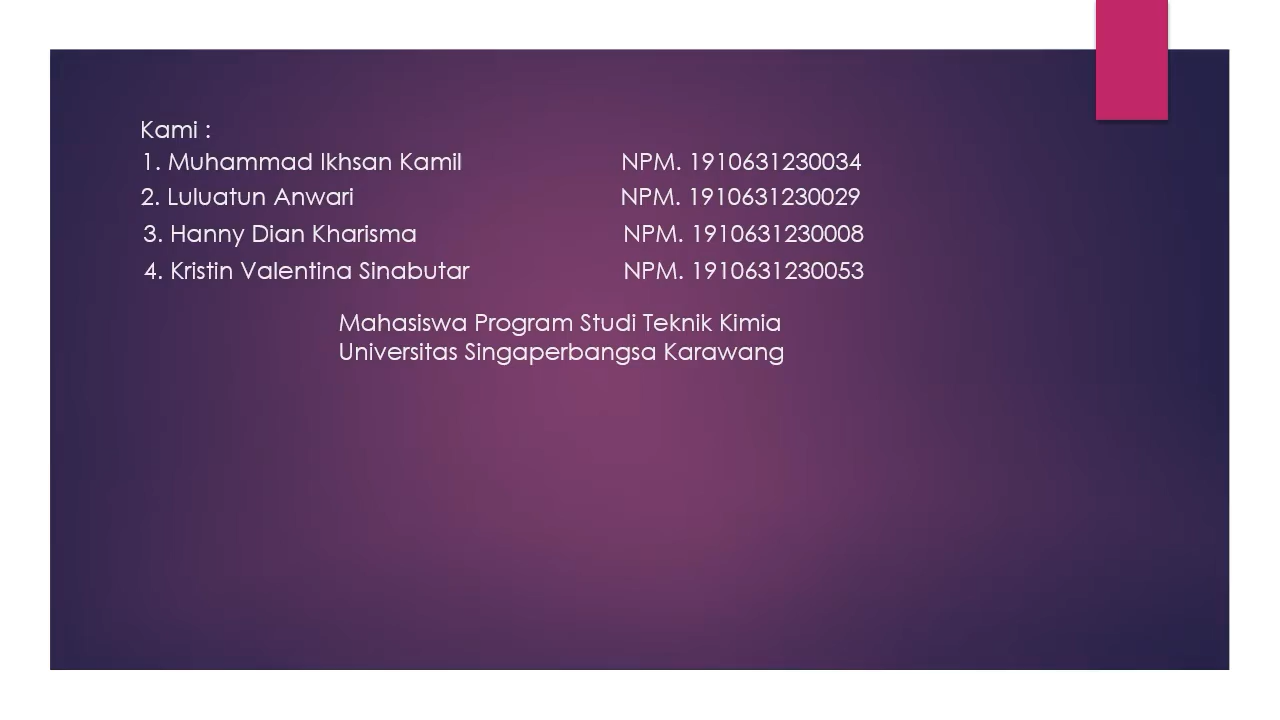 Kami :
1. Muhammad Ikhsan Kamil NPM. 1910631230034
2. Luluatun Anwari NPM. 1910631230029
3. Hanny Dian Kharisma NPM. 1910631230008
4. Kristin Valentina Sinabutar NPM. 1910631230053
Mahasiswa Program Studi Teknik Kimia
Universitas Singaperbangsa Karawang